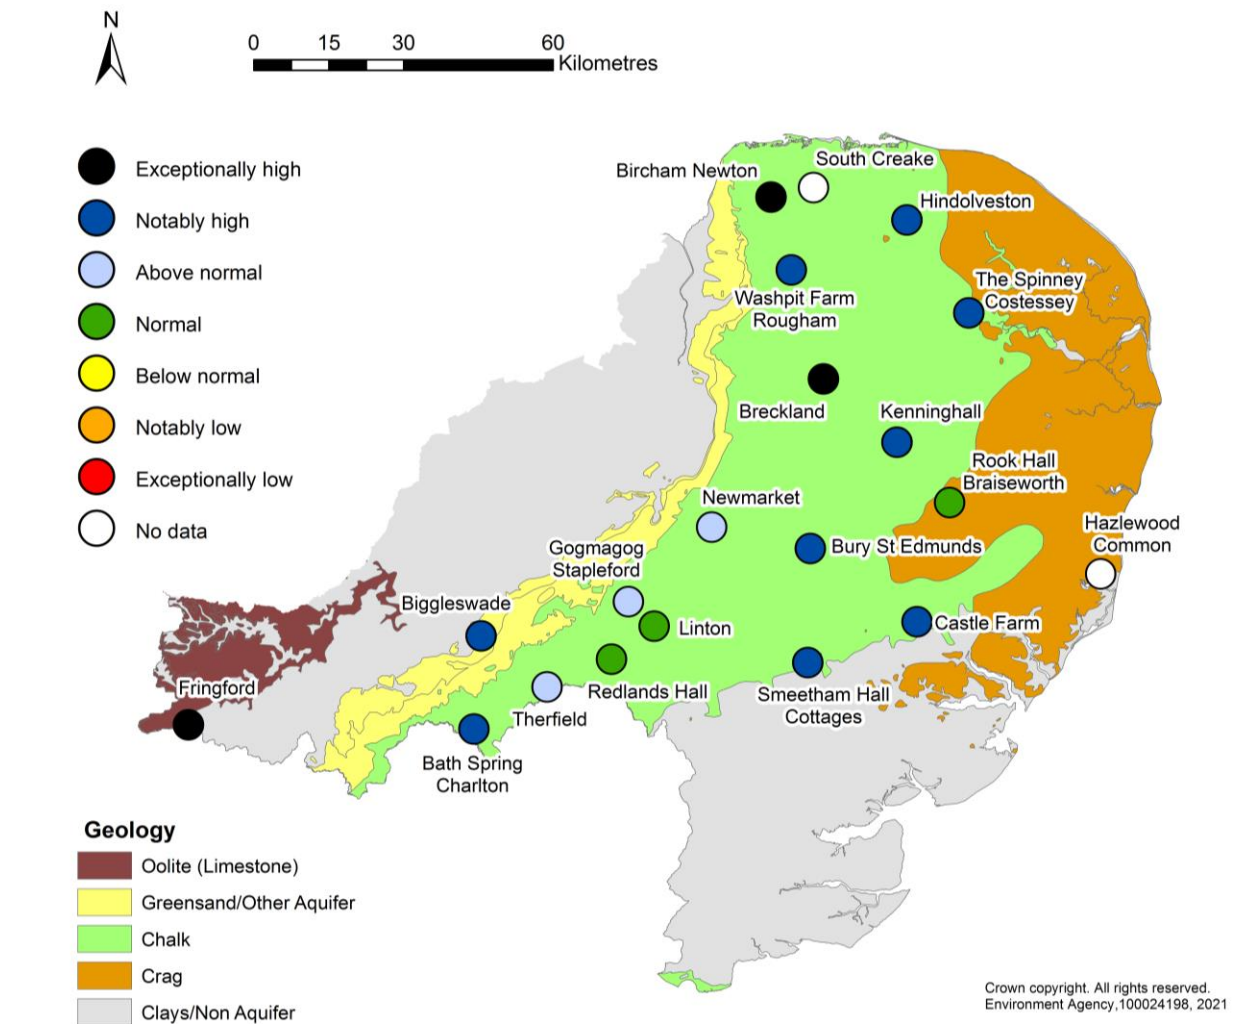 N
0 15 30 60
Kilometres
Exceptionally high
Notably high
Above normal
Normal
Below normal
Notably low
Exceptionally low
No data
South Creake
Bircham Newton
Hindolveston
The Spinney
Costessey
Washpit Farm
Rougham
Breckland
Kenninghall
Rook Hall
Braiseworth
Newmarket
Hazlewood
Common
Gogmagog
Stapleford
Bury St Edmunds
Biggleswade
Linton
Castle Farm
Fringford
Redlands Hall
Smeetham Hall
Cottages
Therfield
Bath Spring
Charlton
Geology
Oolite (Limestone)
Greensand/Other Aquifer
Chalk
Crag
Clays/Non Aquifer
Crown copyright. All rights reserved.
Environment Agency,100024198, 2021